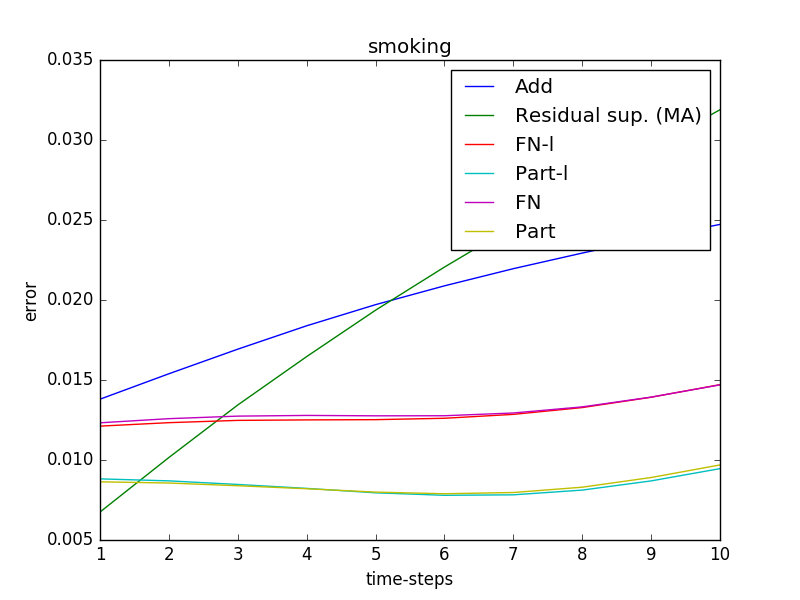 smoking
0.035
0.030
0.025
0.020
0.015
0.010
0.005
error
Add
Residual sup. (MA)
FN-l
Part-l
FN
Part
1 2 3 4 5 6 7 8 9 10
time-steps